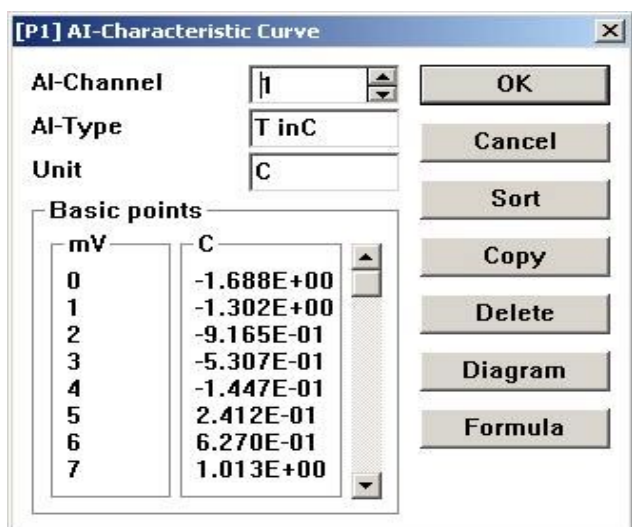 [P1] AI-Characteristic Curve
AI-Channel 1 OK
AI-Type T inC Cancel
Unit C Sort
Basic points
mV C Copy
0 -1.688E+00
1 -1.302E+00
2 -9.165E-01 Delete
3 -5.307E-01
4 -1.447E-01 Diagram
5 2.412E-01
6 6.270E-01 Formula
7 1.013E+00